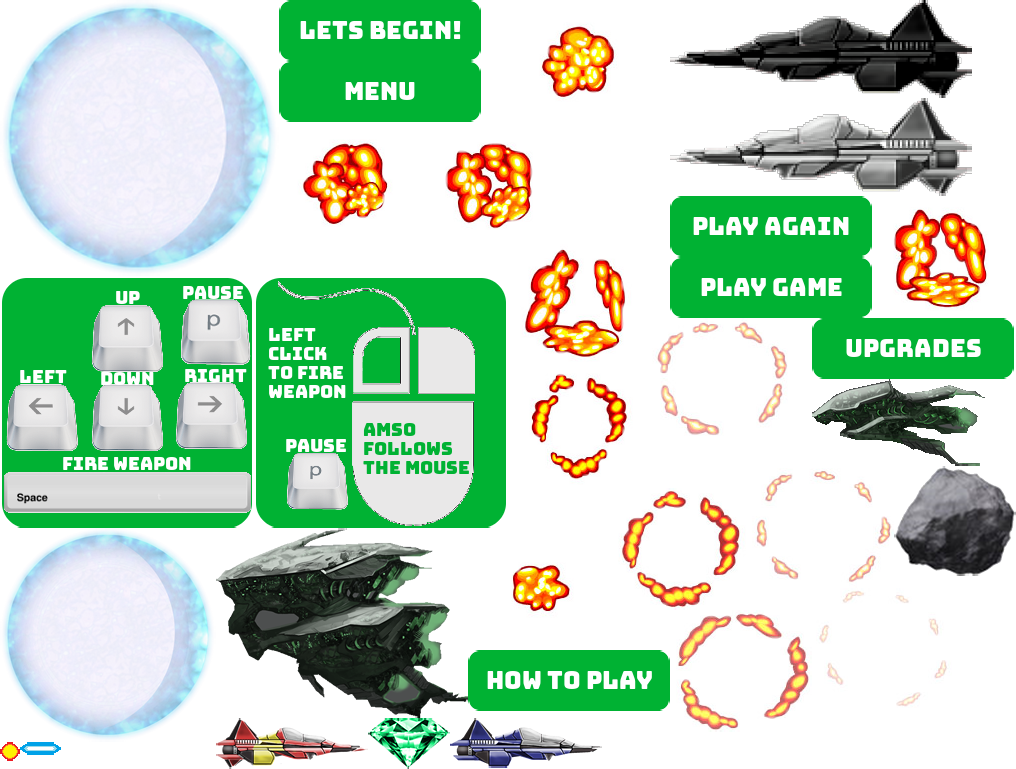 LETS BEGIN!
MENU
PLAY AGAIN
PLAY GAME
UPGRADES
UP
PAUSE
p
LEFT
DOWN
RIGHT
FIRE WEAPON
Space
LEFT
CLICK
TO FIRE
WEAPON
PAUSE
p
AMSO
FOLLOWS
THE MOUSE
HOW TO PLAY